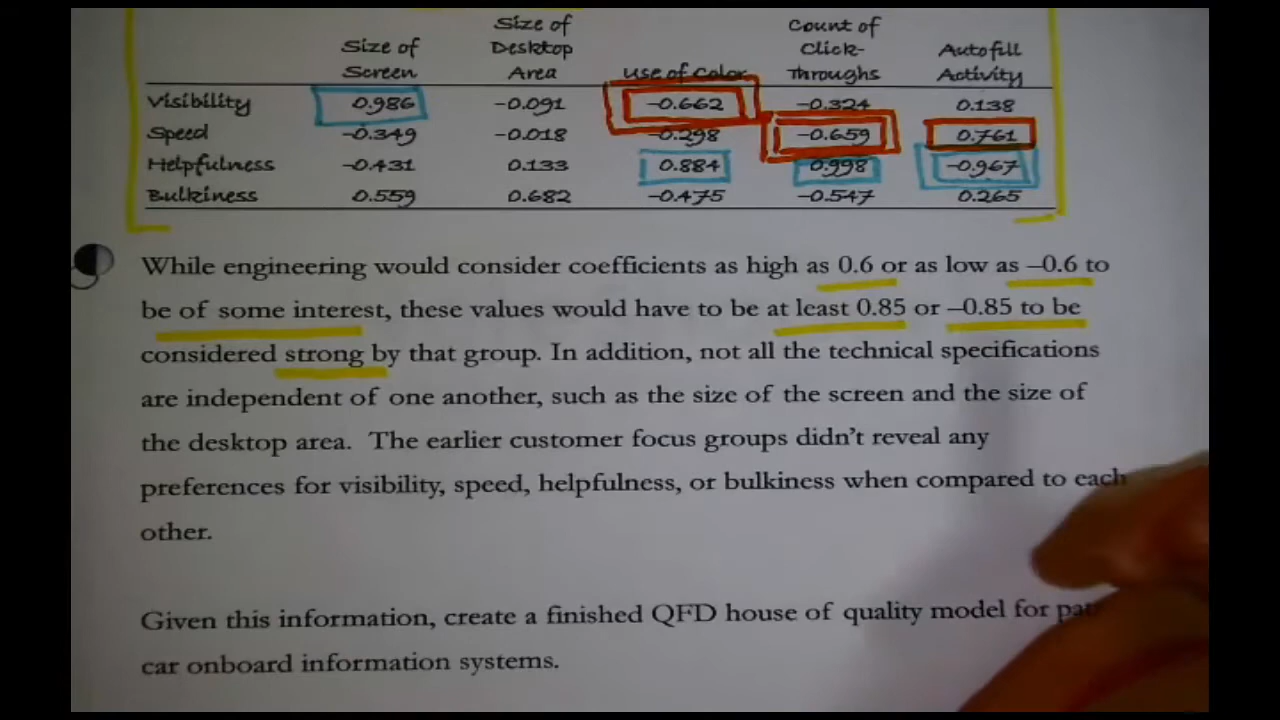 Size of Count of
Size of Desktop Click- Autofill
Screen Area Use of Color Throughs Activity
Visibility 0.986 -0.091 -0.662 -0.324 0.138
Speed -0.349 -0.018 -0.298 -0.659 0.761
Helpfulness -0.431 0.133 0.884 0.998 -0.967
Bulkiness 0.559 0.682 -0.475 -0.547 0.265
While engineering would consider coefficients as high as 0.6 or as low as –0.6 to
be of some interest, these values would have to be at least 0.85 or –0.85 to be
considered strong by that group. In addition, not all the technical specifications
are independent of one another, such as the size of the screen and the size of
the desktop area. The earlier customer focus groups didn't reveal any
preferences for visibility, speed, helpfulness, or bulkiness when compared to each
other.
Given this information, create a finished QFD house of quality model for
car onboard information systems.